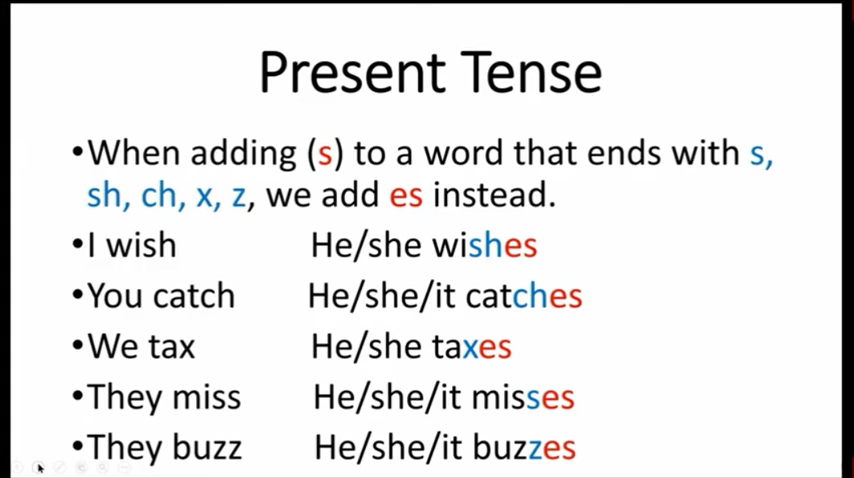 Present Tense
•When adding (s) to a word that ends with s,
sh, ch, x, z, we add es instead.
•I wish He/she wishes
•You catch He/she/it catches
•We tax He/she taxes
•They miss He/she/it misses
•They buzz He/she/it buzzes